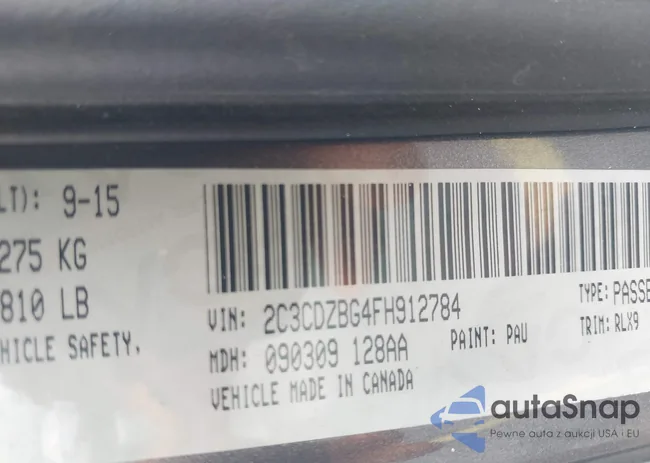 LT): 9-15
275 KG
810 LB
HICLE SAFETY.
VIN: 2C3CDZBG4FH912784
TYPE: PASSE
MDH: 090309 128AA
PAINT: PAU
TRIM: RLX9
VEHICLE MADE IN CANADA
autoSnap
Pewne auta z aukcji USA i EU